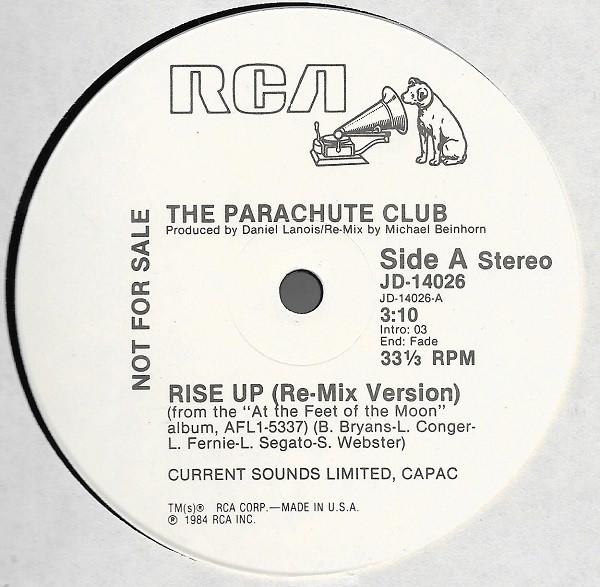 RCA
NOT FOR SALE
THE PARACHUTE CLUB
Produced by Daniel Lanois/Re-Mix by Michael Beinhorn
Side A Stereo
JD-14026
JD-14026-A
3:10
Intro: 03
End: Fade
33⅓ RPM
RISE UP (Re-Mix Version)
(from the "At the Feet of the Moon"
album, AFL1-5337) (B. Bryans-L. Conger-
L. Fernie-L. Segato-S. Webster)
CURRENT SOUNDS LIMITED, CAPAC
TM(s)® RCA CORP.—MADE IN U.S.A.
℗ 1984 RCA INC.